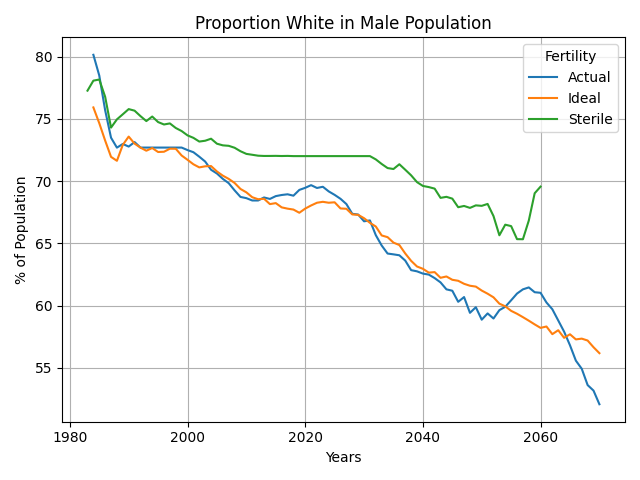 Proportion White in Male Population
% of Population
80
75
70
65
60
55
Fertility
Actual
Ideal
Sterile
1980
2000
2020
2040
2060
Years